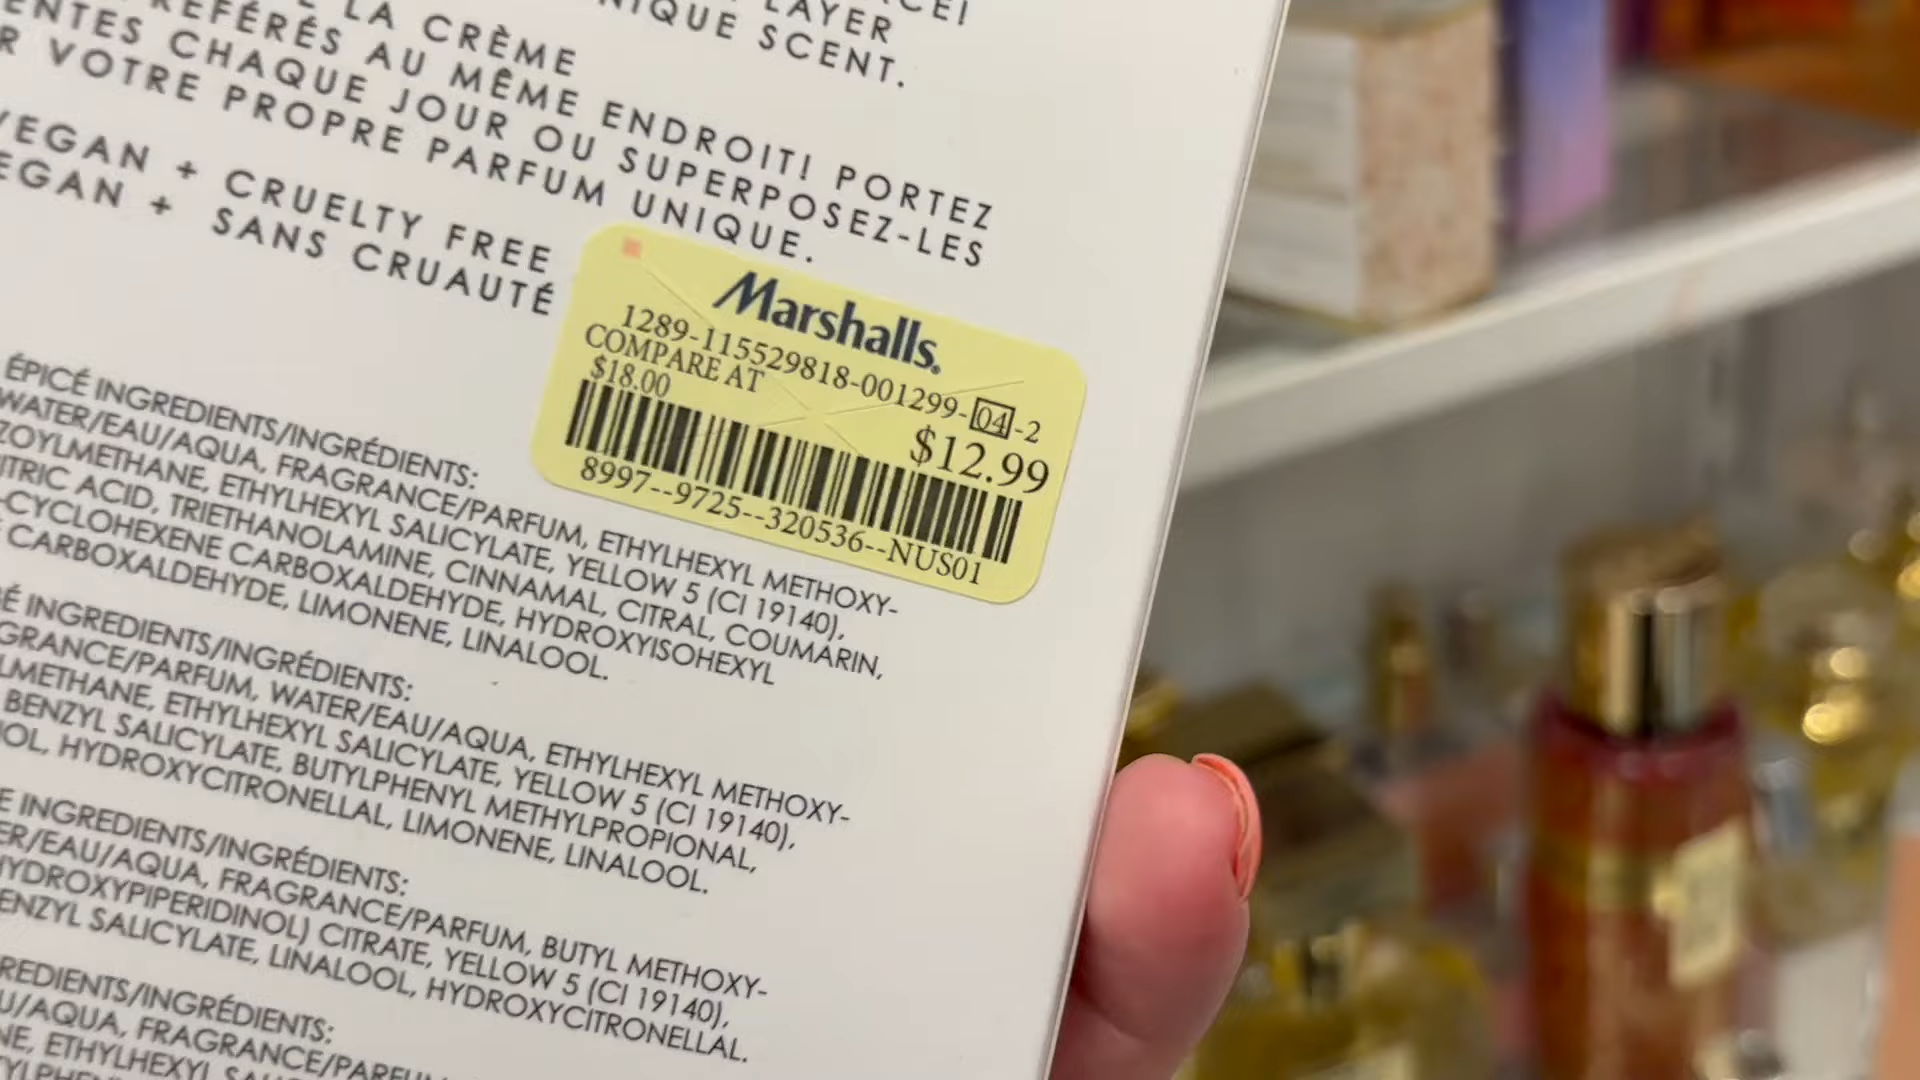 LAYER
UNIQUE SCENT.
LA CRÈME
AU MÊME ENDROIT! PORTEZ
CHAQUE JOUR OU SUPERPOSEZ-LES
VOTRE PROPRE PARFUM UNIQUE.
VEGAN + CRUELTY FREE
VEGAN + SANS CRUAUTÉ
Marshalls.
1289-115529818-001299-04-2
COMPARE AT
$18.00
$12.99
8997--9725--320536--NUS01
ÉPICÉ INGREDIENTS/INGRÉDIENTS:
WATER/EAU/AQUA, FRAGRANCE/PARFUM, ETHYLHEXYL METHOXY-
ZOYLMETHANE, ETHYLHEXYL SALICYLATE, YELLOW 5 (CI 19140),
ITRIC ACID, TRIETHANOLAMINE, CINNAMAL, CITRAL, COUMARIN,
-CYCLOHEXENE CARBOXALDEHYDE, HYDROXYISOHEXYL
CARBOXALDEHYDE, LIMONENE, LINALOOL.
É INGREDIENTS/INGRÉDIENTS:
GRANCE/PARFUM, WATER/EAU/AQUA, ETHYLHEXYL METHOXY-
LMETHANE, ETHYLHEXYL SALICYLATE, YELLOW 5 (CI 19140),
BENZYL SALICYLATE, BUTYLPHENYL METHYLPROPIONAL,
OL, HYDROXYCITRONELLAL, LIMONENE, LINALOOL.
E INGREDIENTS/INGRÉDIENTS:
ER/EAU/AQUA, FRAGRANCE/PARFUM, BUTYL METHOXY-
HYDROXYPIPERIDINOL) CITRATE, YELLOW 5 (CI 19140),
ENZYL SALICYLATE, LINALOOL, HYDROXYCITRONELLAL.
REDIENTS/INGRÉDIENTS:
U/AQUA, FRAGRANCE/PARFUM
NE, ETHYLHEXYL